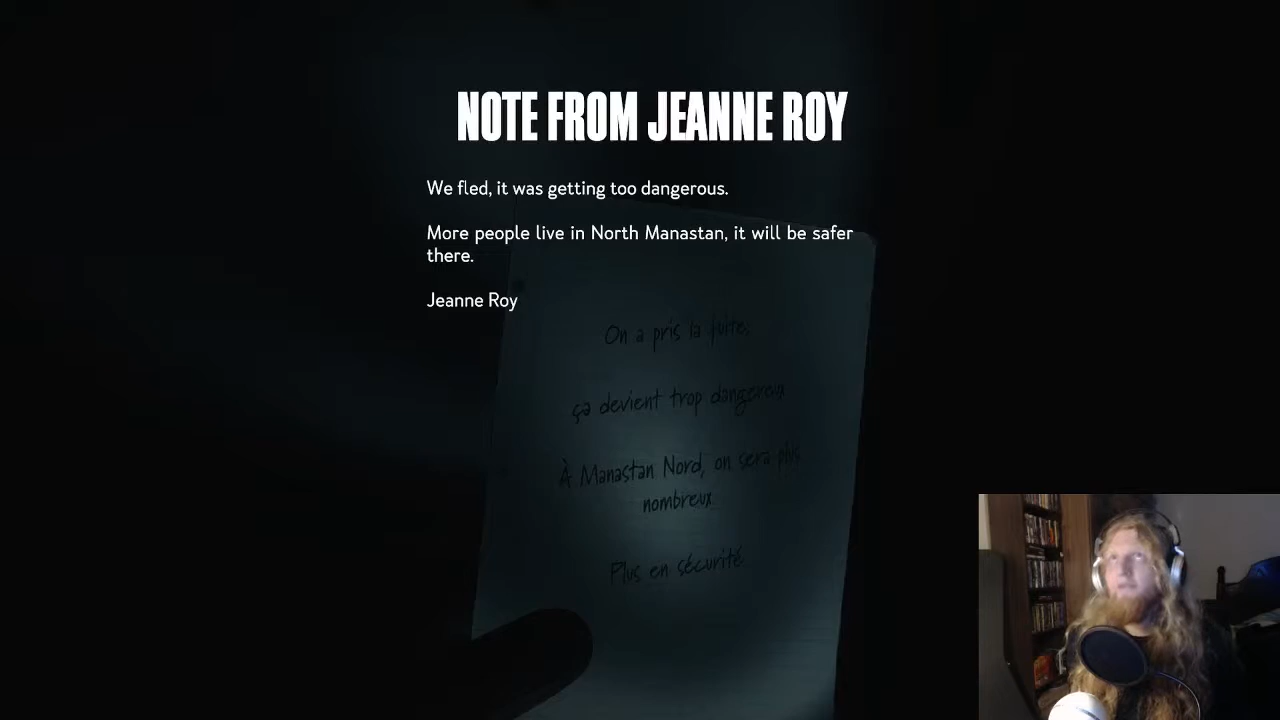 NOTE FROM JEANNE ROY
We fled, it was getting too dangerous.
More people live in North Manastan, it will be safer
there.
Jeanne Roy
On a pris la fuite,
ça devient trop dangereux
À Manastan Nord, on sera plus
nombreux.
Plus en sécurité